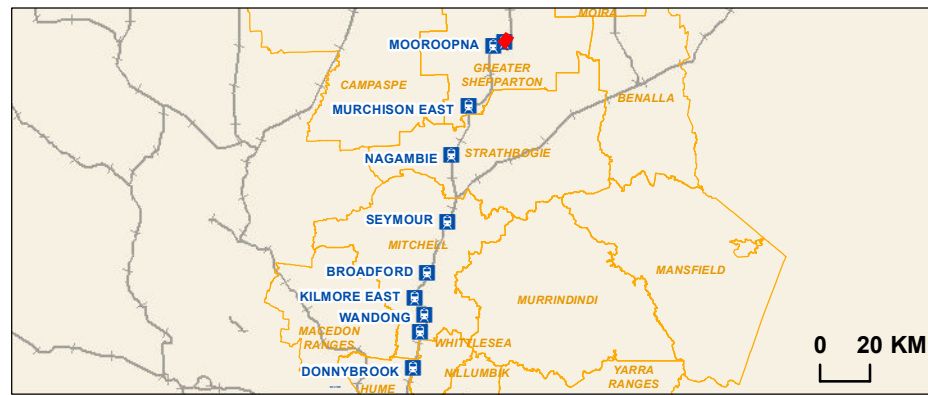 MOIRA
MOOROOPNA
GREATER
SHEPPARTON
CAMPASPE
BENALLA
MURCHISON EAST
STRATHBOGIE
NAGAMBIE
SEYMOUR
MITCHELL
BROADFORD
MANSFIELD
KILMORE EAST
MURRINDINDI
WANDONG
MACEDON
RANGES
WHITTLESEA
0 20 KM
DONNYBROOK
NILLUMBIK
YARRA
RANGES
HUME